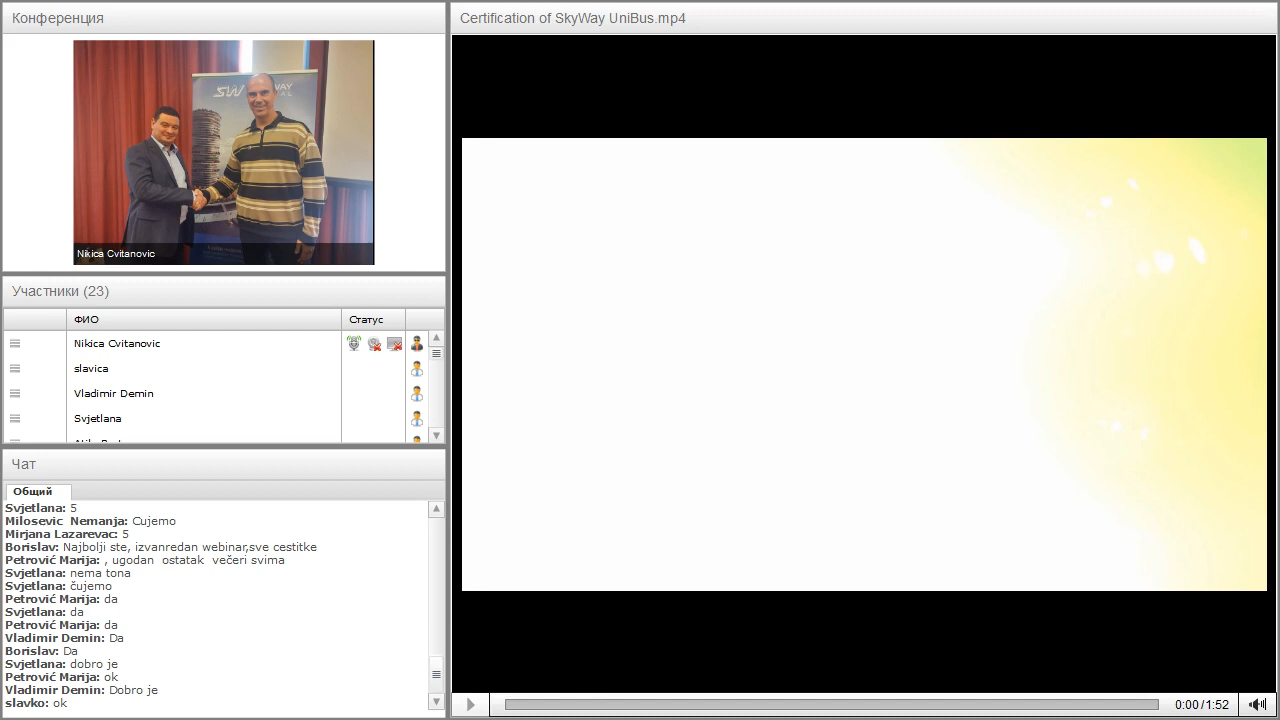 Конференция
Nikica Cvitanovic
Участники (23)
ФИО Статус
Nikica Cvitanovic
slavica
Vladimir Demin
Svjetlana
Чат
Общий
Svjetlana: 5
Milosevic Nemanja: Cujemo
Mirjana Lazarevac: 5
Borislav: Najbolji ste, izvanredan webinar,sve cestitke
Petrović Marija: , ugodan ostatak večeri svima
Svjetlana: nema tona
Svjetlana: čujemo
Petrović Marija: da
Svjetlana: da
Petrović Marija: da
Vladimir Demin: Da
Borislav: Da
Svjetlana: dobro je
Petrović Marija: ok
Vladimir Demin: Dobro je
slavko: ok
Certification of SkyWay UniBus.mp4
0:00/1:52